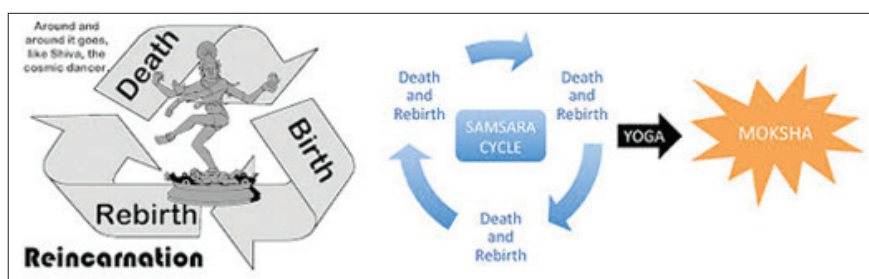 Around and
around it goes,
like Shiva, the
cosmic dancer.
Death
Birth
Rebirth
Reincarnation
Death
and
Rebirth
Death
and
Rebirth
SAMSARA
CYCLE
Death
and
Rebirth
YOGA
MOKSHA